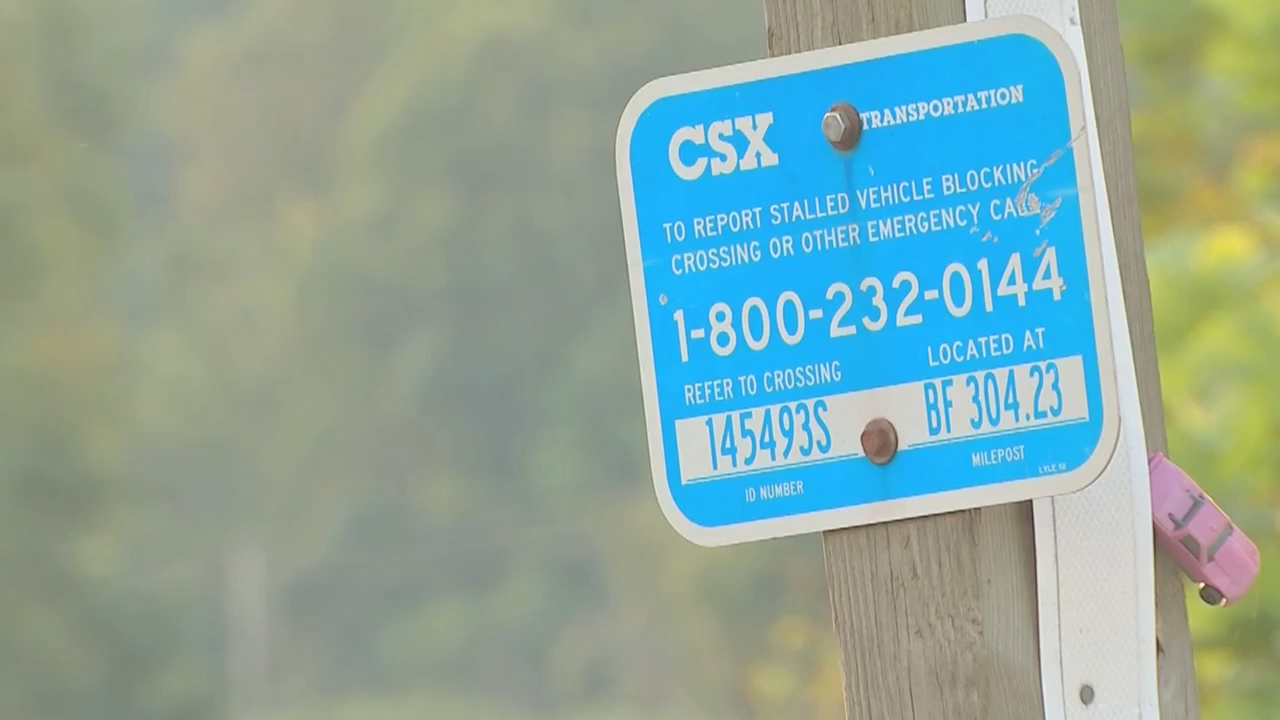 CSX TRANSPORTATION
TO REPORT STALLED VEHICLE BLOCKING
CROSSING OR OTHER EMERGENCY CALL
1-800-232-0144
REFER TO CROSSING LOCATED AT
145493S BF 304.23
ID NUMBER MILEPOST